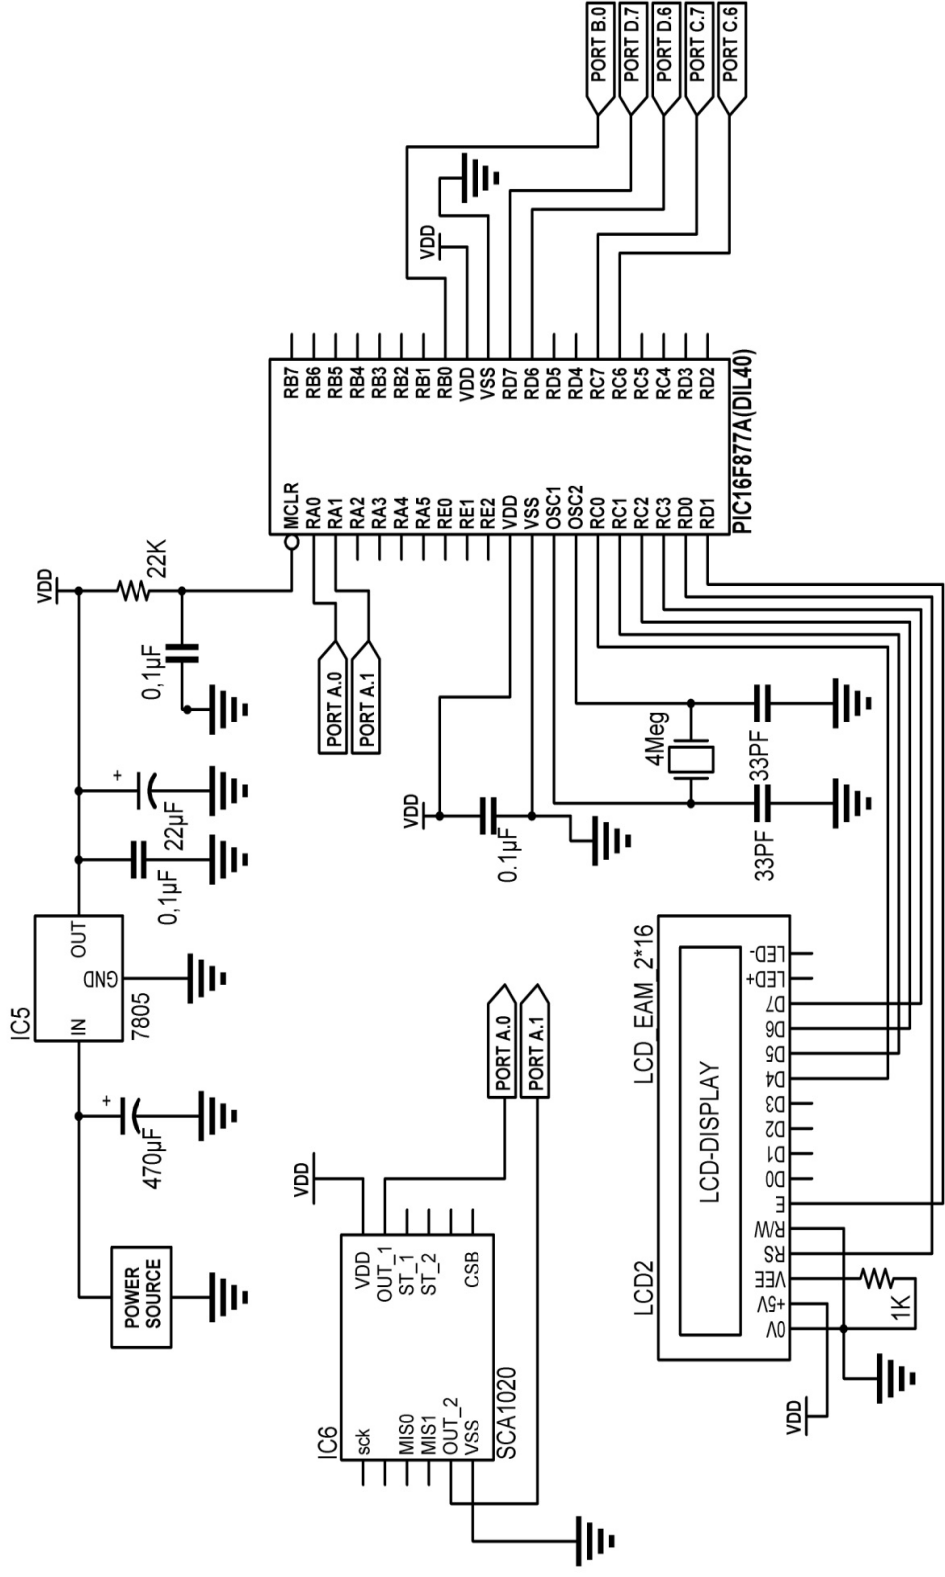 PORT B.0
PORT D.7
PORT D.6
PORT C.7
PORT C.6
VDD
RB7
RB6
RB5
RB4
RB3
RB2
RB1
RB0
VDD
VSS
RD7
RD6
RD5
RD4
RC7
RC6
RC5
RC4
RD3
RD2
MCLR
RA0
RA1
RA2
RA3
RA4
RA5
RE0
RE1
RE2
VDD
VSS
OSC1
OSC2
RC0
RC1
RC2
RC3
RD0
RD1
PIC16F877A(DIL40)
VDD
22K
0,1µF
+
22µF
0,1µF
PORT A.0
PORT A.1
VDD
0.1µF
4Meg
33PF
33PF
IC5
IN
OUT
GND
7805
+
470µF
POWER
SOURCE
PORT A.0
PORT A.1
VDD
IC6
VDD
OUT_1
ST_1
ST_2
CSB
sck
MIS0
MIS1
OUT_2
VSS
SCA1020
LCD2
LCD EAM 2*16
LCD-DISPLAY
0V
+5V
VEE
RS
R/W
E
D0
D1
D2
D3
D4
D5
D6
D7
LED+
LED-
1K
VDD